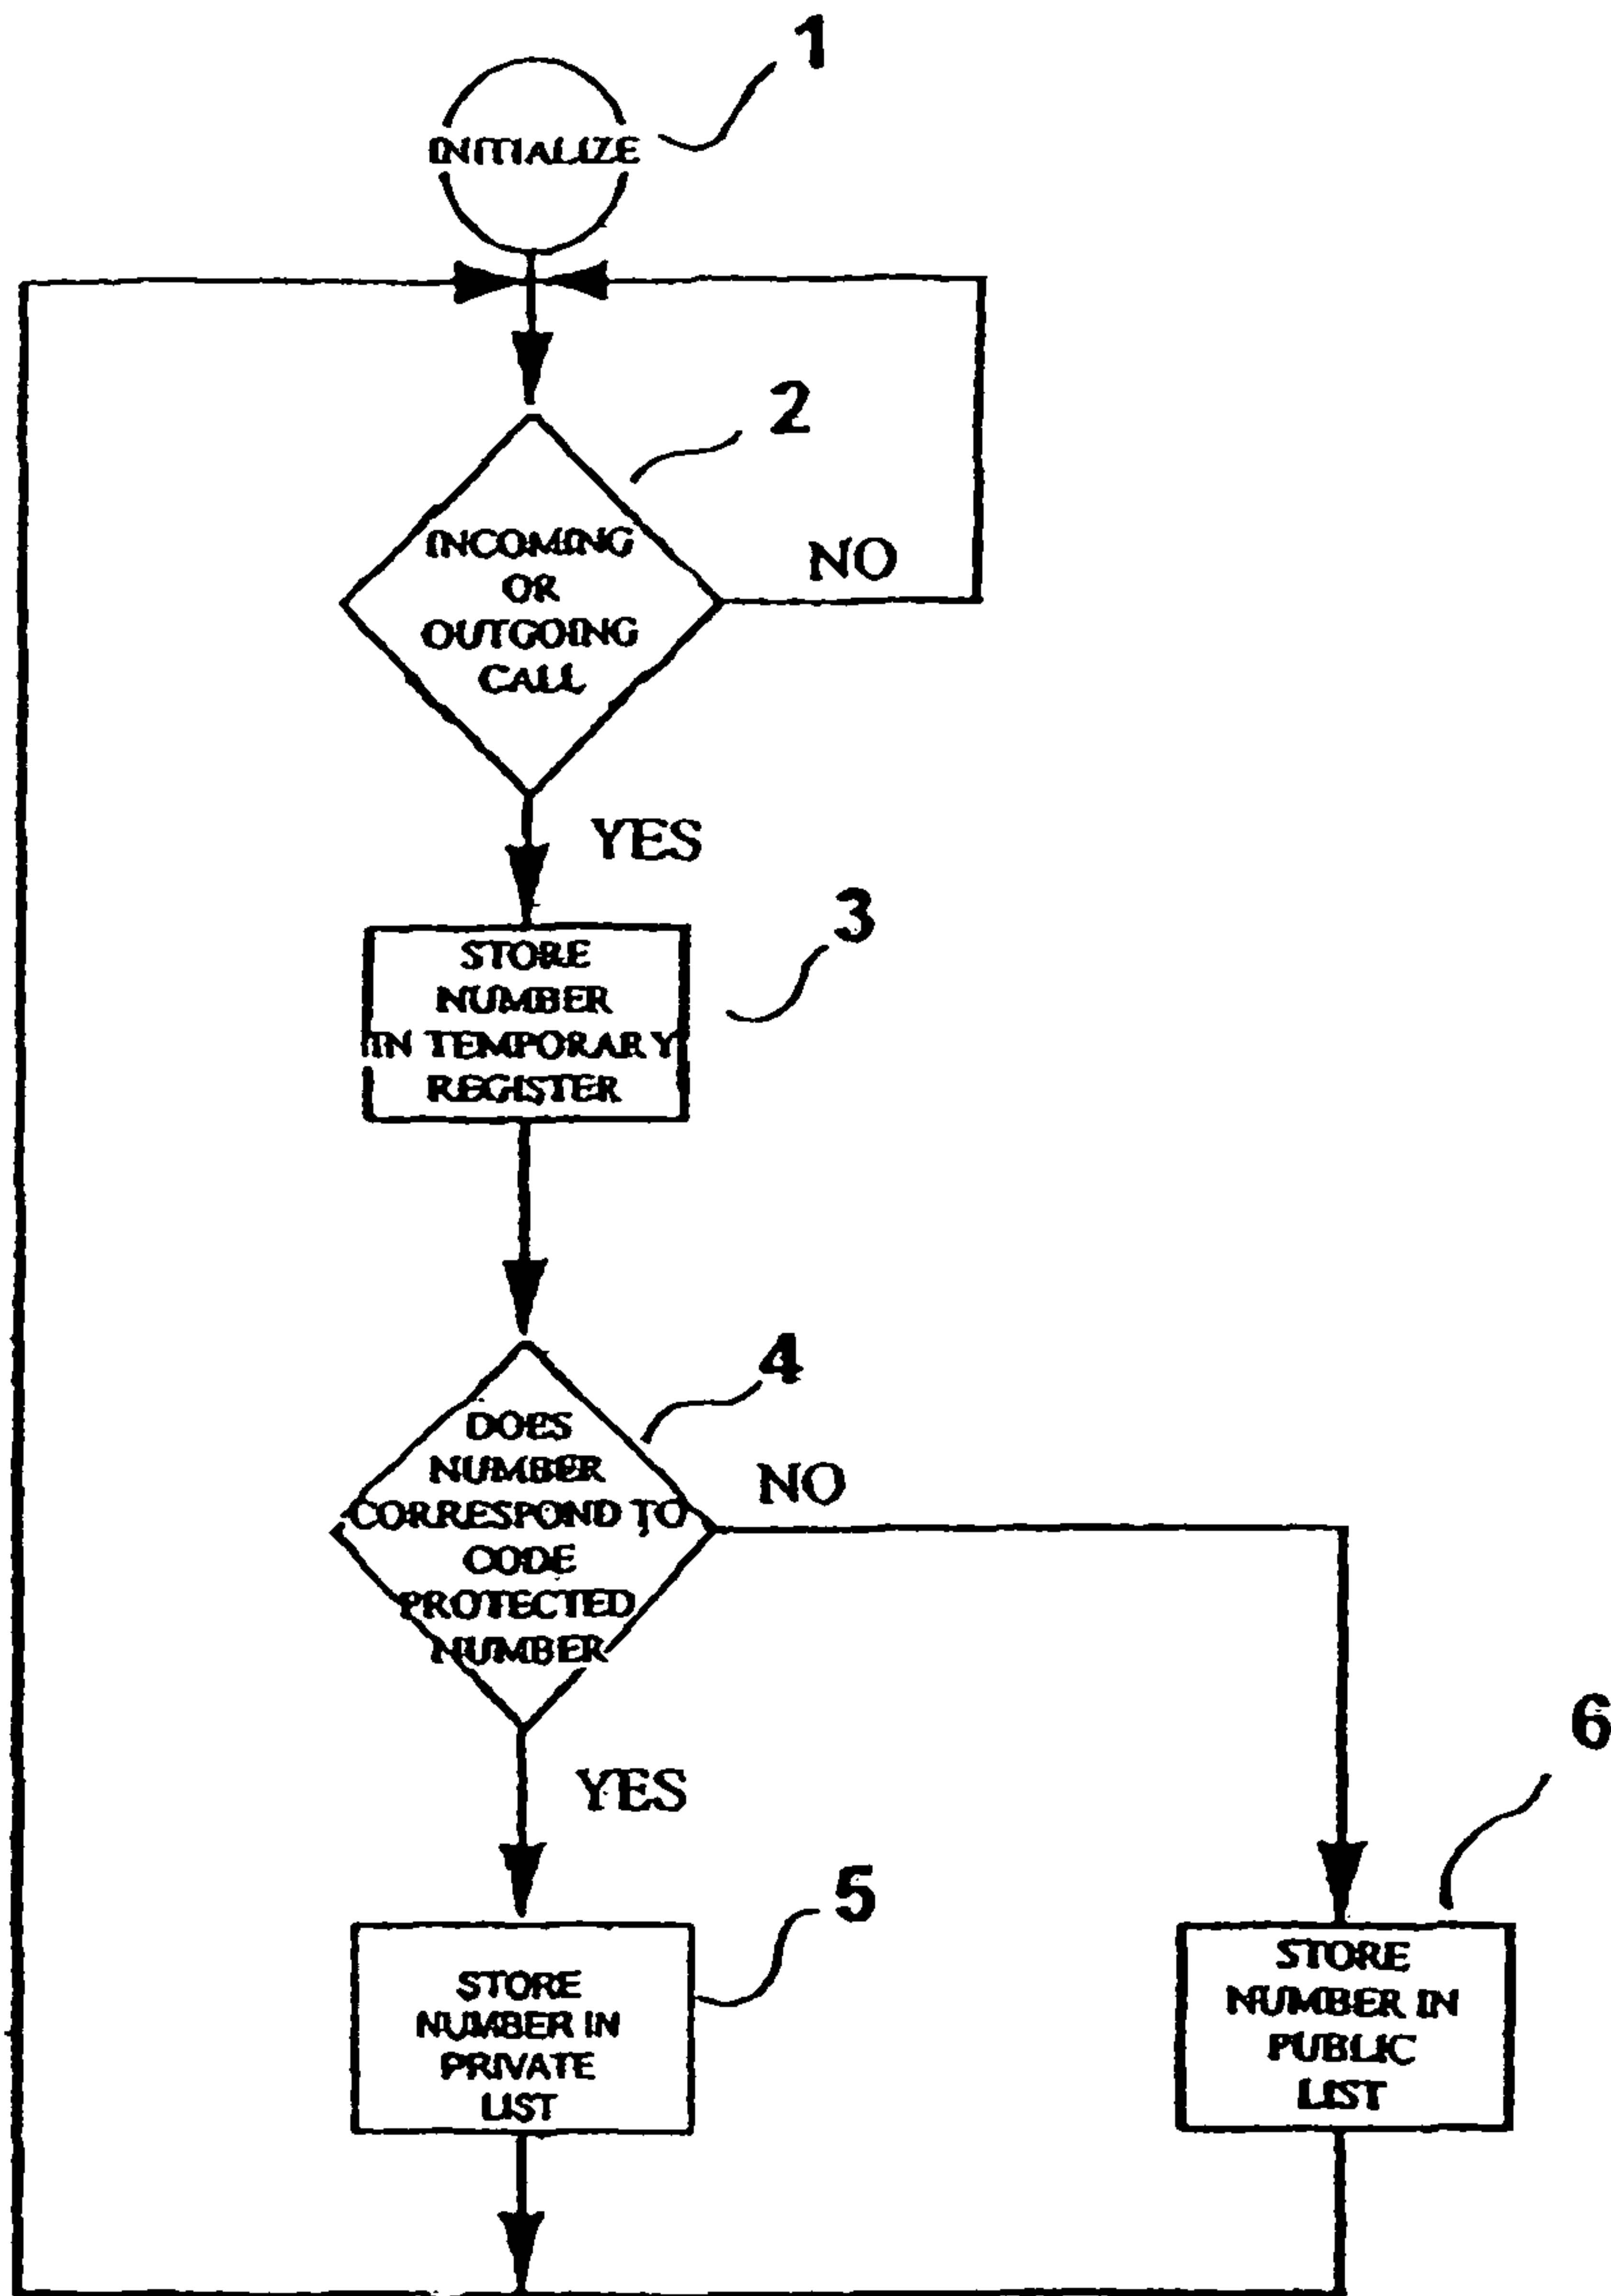 1
INITIALIZE
2
INCOMING
OR
OUTGOING
CALL
NO
YES
3
STORE
NUMBER
IN TEMPORARY
REGISTER
4
DOES
NUMBER
CORRESPOND TO
CODE
PROTECTED
NUMBER
NO
YES
5
STORE
NUMBER IN
PRIVATE
LIST
6
STORE
NUMBER IN
PUBLIC
LIST